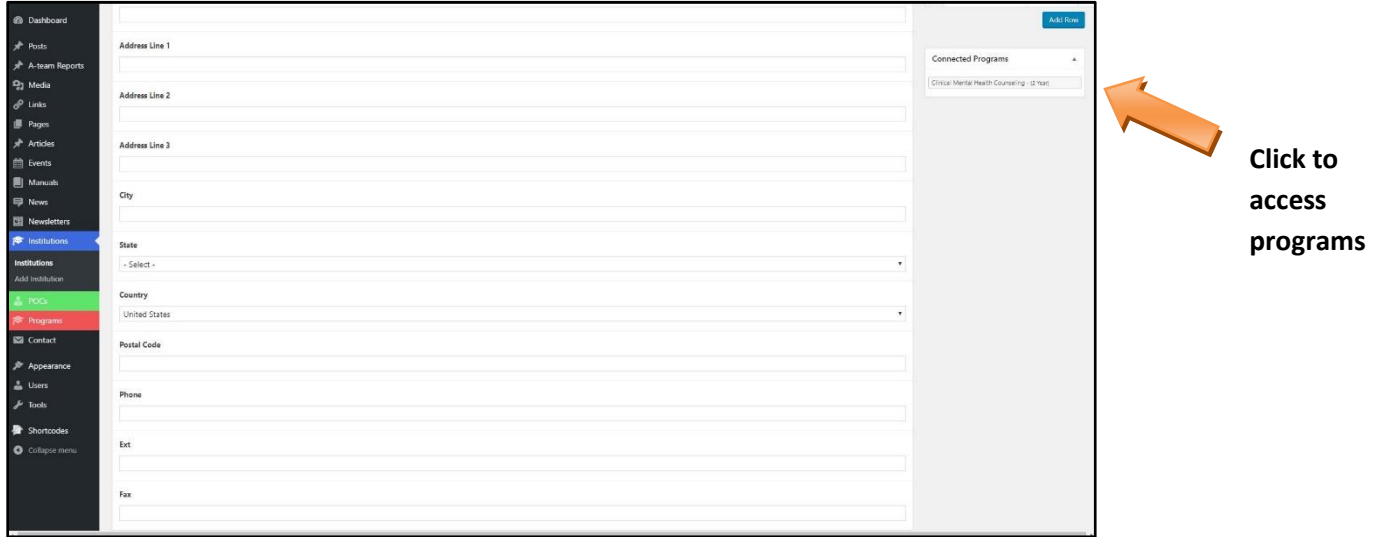 Dashboard
Posts
A-team Reports
Media
Links
Pages
Articles
Events
Manuals
News
Newsletters
Institutions
Institutions
Add Institution
POCs
Programs
Contact
Appearance
Users
Tools
Shortcodes
Collapse menu
Address Line 1
Address Line 2
Address Line 3
City
State
- Select -
Country
United States
Postal Code
Phone
Ext
Fax
Add Row
Connected Programs
Clinical Mental Health Counseling - (2 Year)
Click to
access
programs